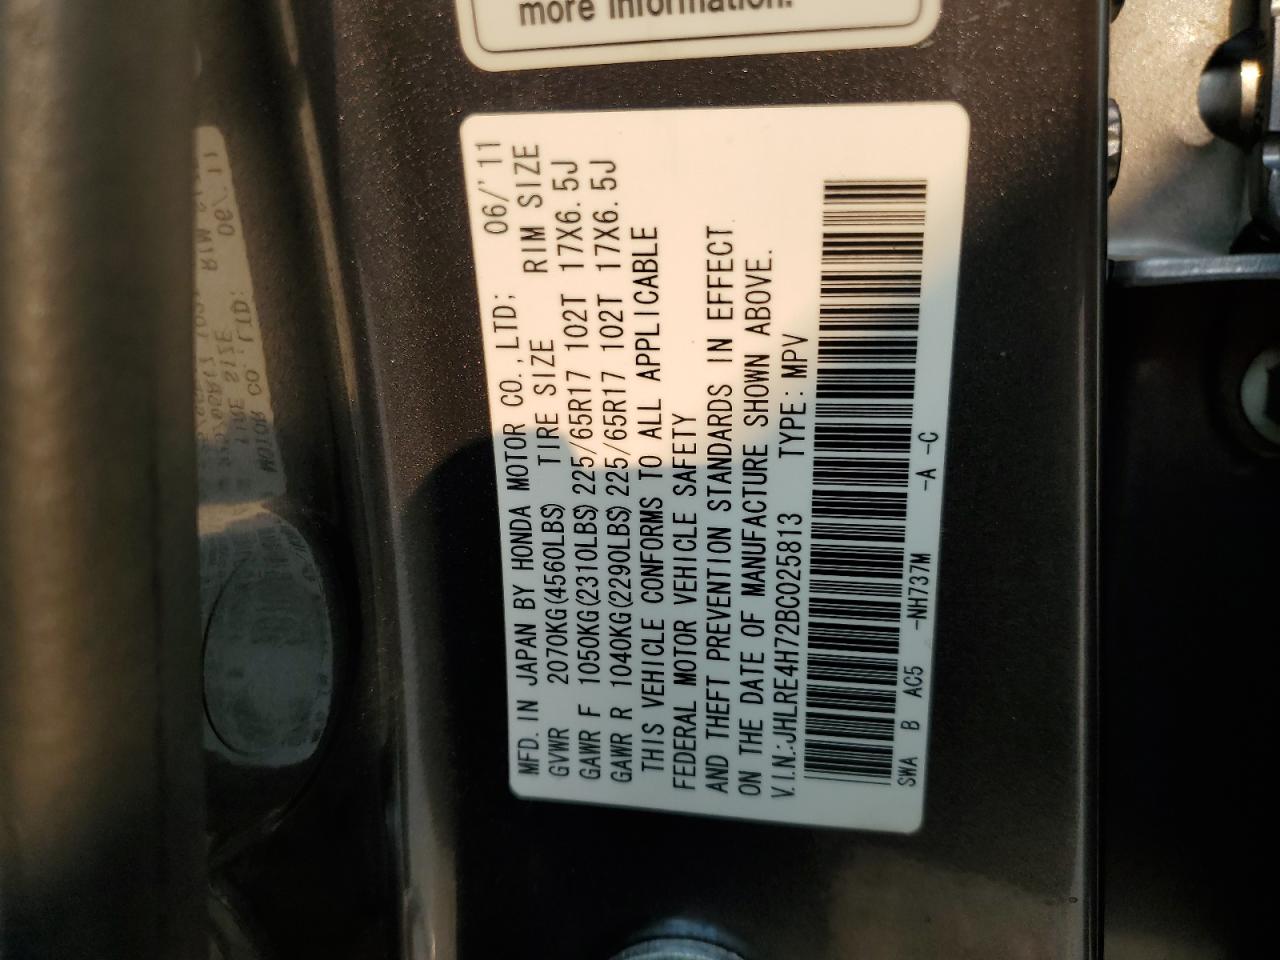 more information.
MFD. IN JAPAN BY HONDA MOTOR CO., LTD; 06/'11
GVWR 2070KG(4560LBS) TIRE SIZE RIM SIZE
GAWR F 1050KG(2310LBS) 225/65R17 102T 17X6.5J
GAWR R 1040KG(2290LBS) 225/65R17 102T 17X6.5J
THIS VEHICLE CONFORMS TO ALL APPLICABLE
FEDERAL MOTOR VEHICLE SAFETY
AND THEFT PREVENTION STANDARDS IN EFFECT
ON THE DATE OF MANUFACTURE SHOWN ABOVE.
V.I.N.:JHLRE4H72BC025813 TYPE: MPV
SWA B AC5 -NH737M -A -C